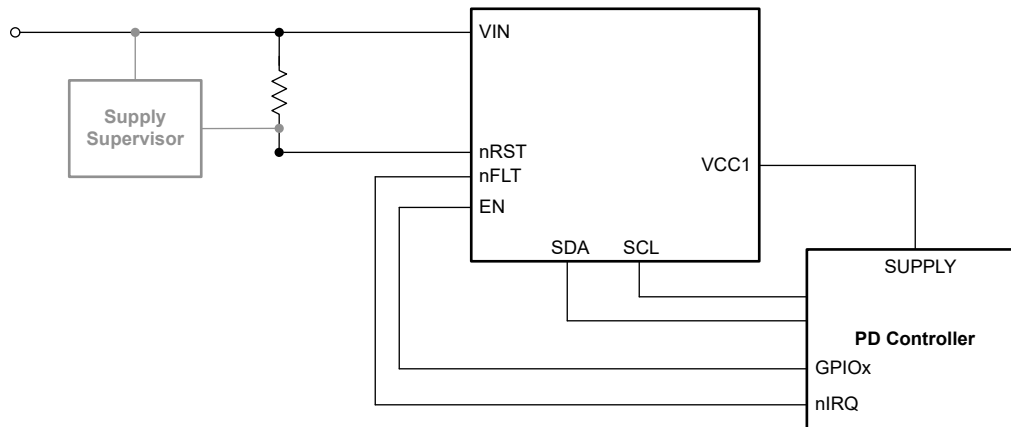 VIN
Supply
Supervisor
nRST
nFLT
VCC1
EN
SDA SCL
SUPPLY
PD Controller
GPIOx
nIRQ